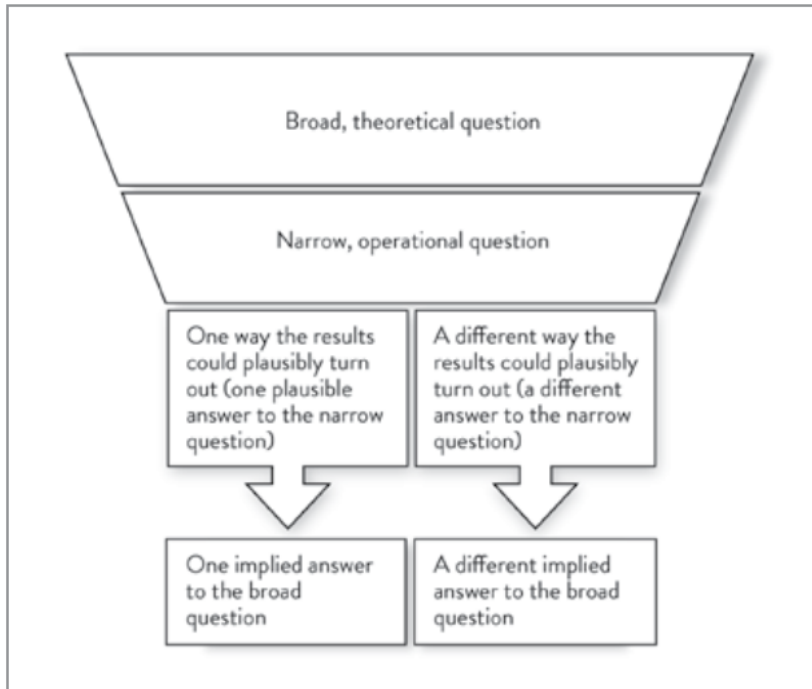 Broad, theoretical question
Narrow, operational question
One way the results
could plausibly turn
out (one plausible
answer to the narrow
question)
A different way the
results could plausibly
turn out (a different
answer to the narrow
question)
One implied answer
to the broad
question
A different implied
answer to the broad
question